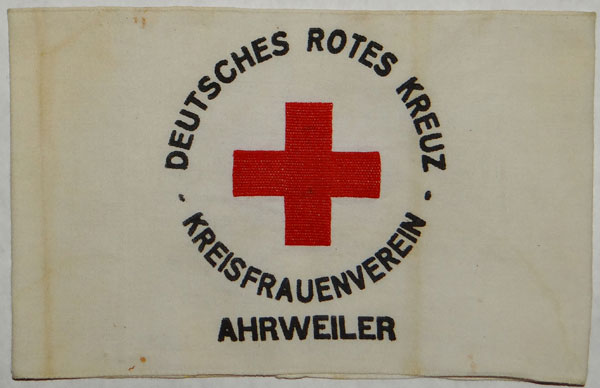 DEUTSCHES ROTES KREUZ
· KREISFRAUENVEREIN ·
AHRWEILER